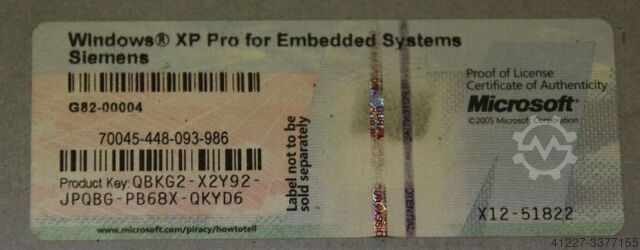 Windows® XP Pro for Embedded Systems
Siemens
G82-00004
70045-448-093-986
Product Key: QBKG2-X2Y92-
JPQBG-PB68X-QKYD6
www.microsoft.com/piracy/howtotell
Label not to be
sold separately
Proof of License
Certificate of Authenticity
Microsoft®
©2005 Microsoft Corporation
X12-51822
41227-3377155